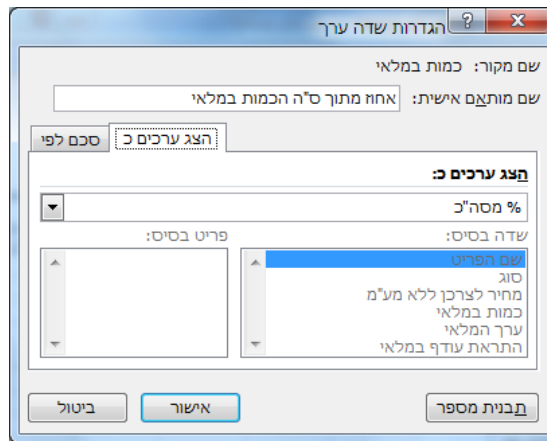 הגדרות שדה ערך
שם מקור: כמות במלאי
שם מותאם אישית: אחוז מתוך ס"ה הכמות במלאי
הצג ערכים כ סכם לפי
הצג ערכים כ:
% מסה"כ
שדה בסיס: פריט בסיס:
שם הפריט
סוג
מחיר לצרכן ללא מע"מ
כמות במלאי
ערך המלאי
התראת עודף במלאי
תבנית מספר אישור ביטול